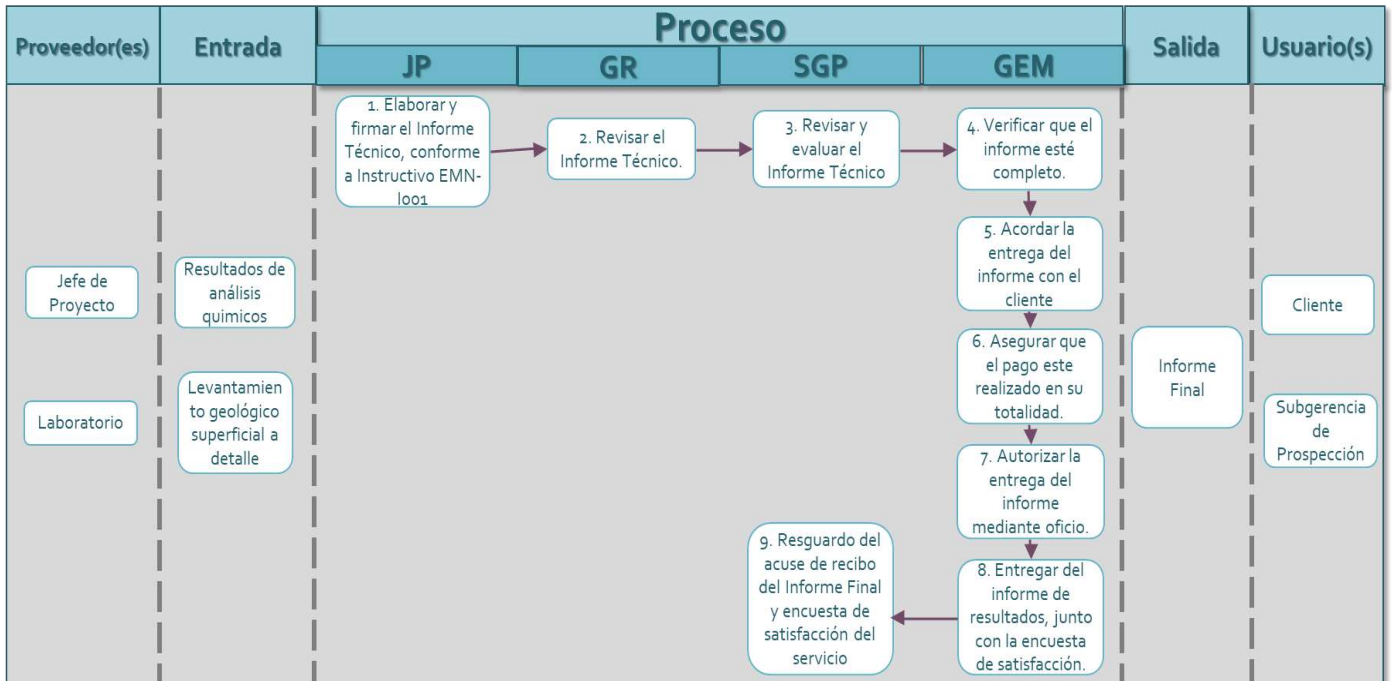 Proveedor(es)
Entrada
Proceso
Salida
Usuario(s)
JP
GR
SGP
GEM
1. Elaborar y
firmar el Informe
Técnico, conforme
a Instructivo EMN-
I001
2. Revisar el
Informe Técnico.
3. Revisar y
evaluar el
Informe Técnico
4. Verificar que el
informe esté
completo.
5. Acordar la
entrega del
informe con el
cliente
6. Asegurar que
el pago este
realizado en su
totalidad.
7. Autorizar la
entrega del
informe
mediante oficio.
8. Entregar del
informe de
resultados, junto
con la encuesta
de satisfacción.
9. Resguardo del
acuse de recibo
del Informe Final
y encuesta de
satisfacción del
servicio
Jefe de
Proyecto
Laboratorio
Resultados de
análisis
quimicos
Levantamien
to geológico
superficial a
detalle
Informe
Final
Cliente
Subgerencia
de
Prospección